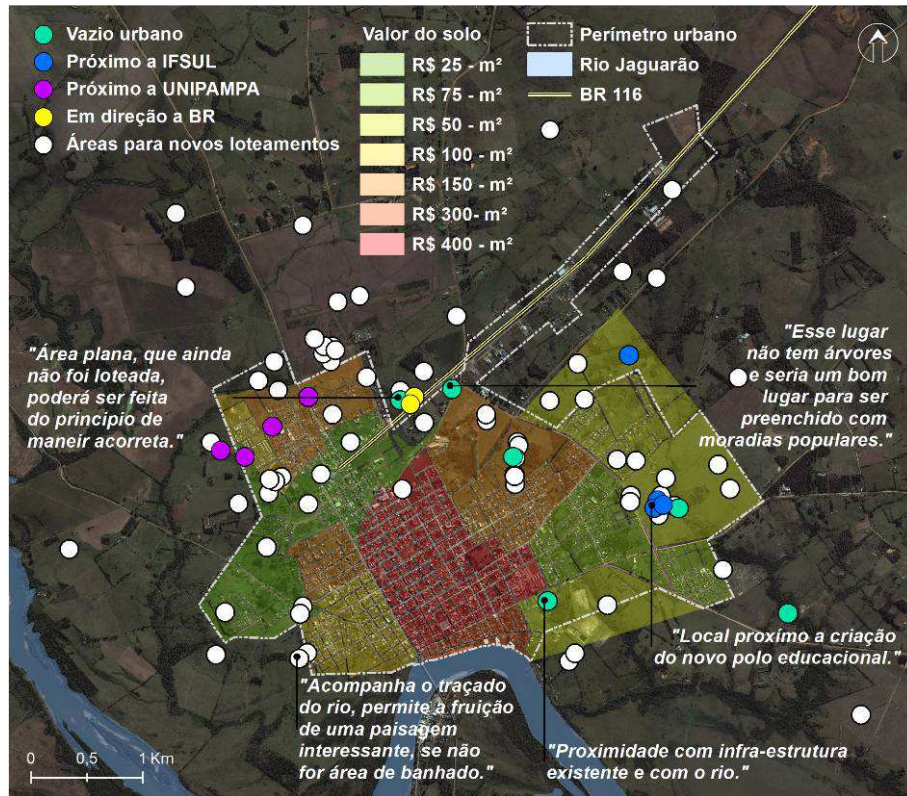 Vazio urbano
Próximo a IFSUL
Próximo a UNIPAMPA
Em direção a BR
Áreas para novos loteamentos
Valor do solo
R$ 25 - m²
R$ 75 - m²
R$ 50 - m²
R$ 100 - m²
R$ 150 - m²
R$ 300- m²
R$ 400 - m²
Perímetro urbano
Rio Jaguarão
BR 116
"Área plana, que ainda
não foi loteada,
poderá ser feita
do principio de
maneir acorreta."
"Esse lugar
não tem árvores
e seria um bom
lugar para ser
preenchido com
moradias populares."
"Local proxímo a criação
do novo polo educacional."
"Acompanha o traçado
do rio, permite a fruição
de uma paisagem
interessante, se não
for área de banhado."
"Proximidade com infra-estrutura
existente e com o rio."
0 0,5 1 Km